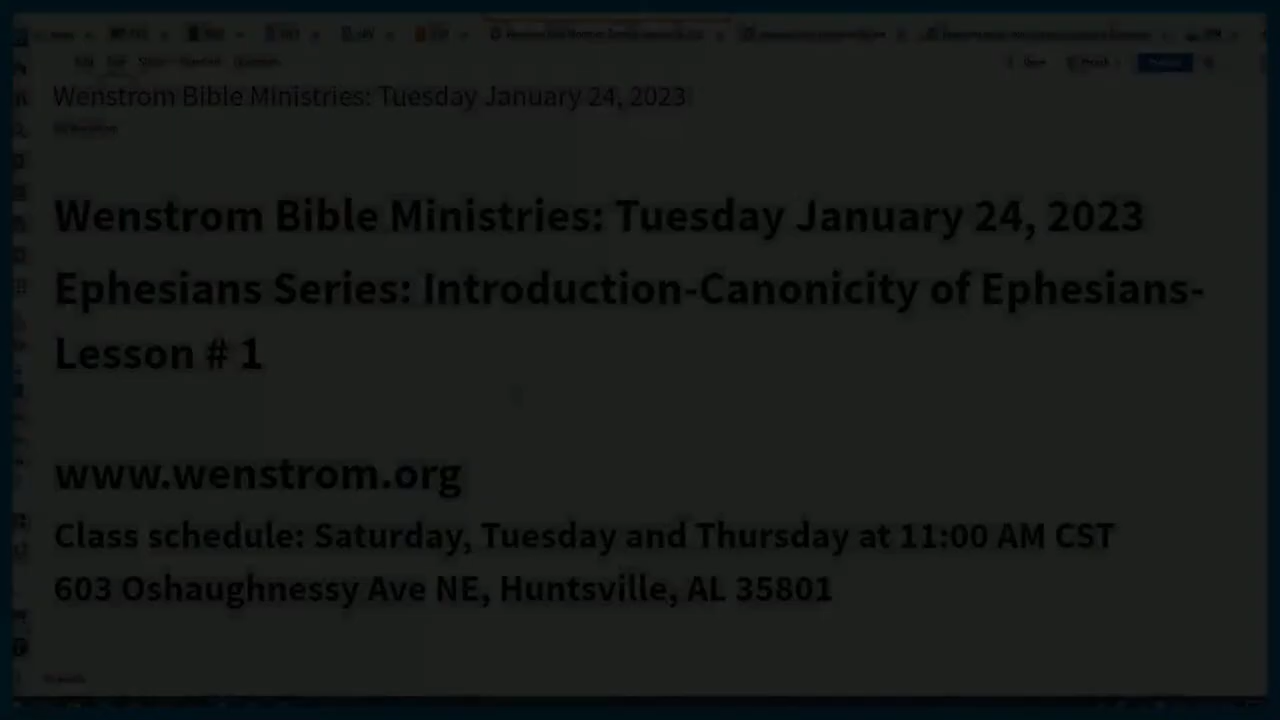 Wenstrom Bible Ministries: Tuesday January 24, 2023
Wenstrom Bible Ministries: Tuesday January 24, 2023
Ephesians Series: Introduction-Canonicity of Ephesians-
Lesson # 1
www.wenstrom.org
Class schedule: Saturday, Tuesday and Thursday at 11:00 AM CST
603 Oshaughnessy Ave NE, Huntsville, AL 35801